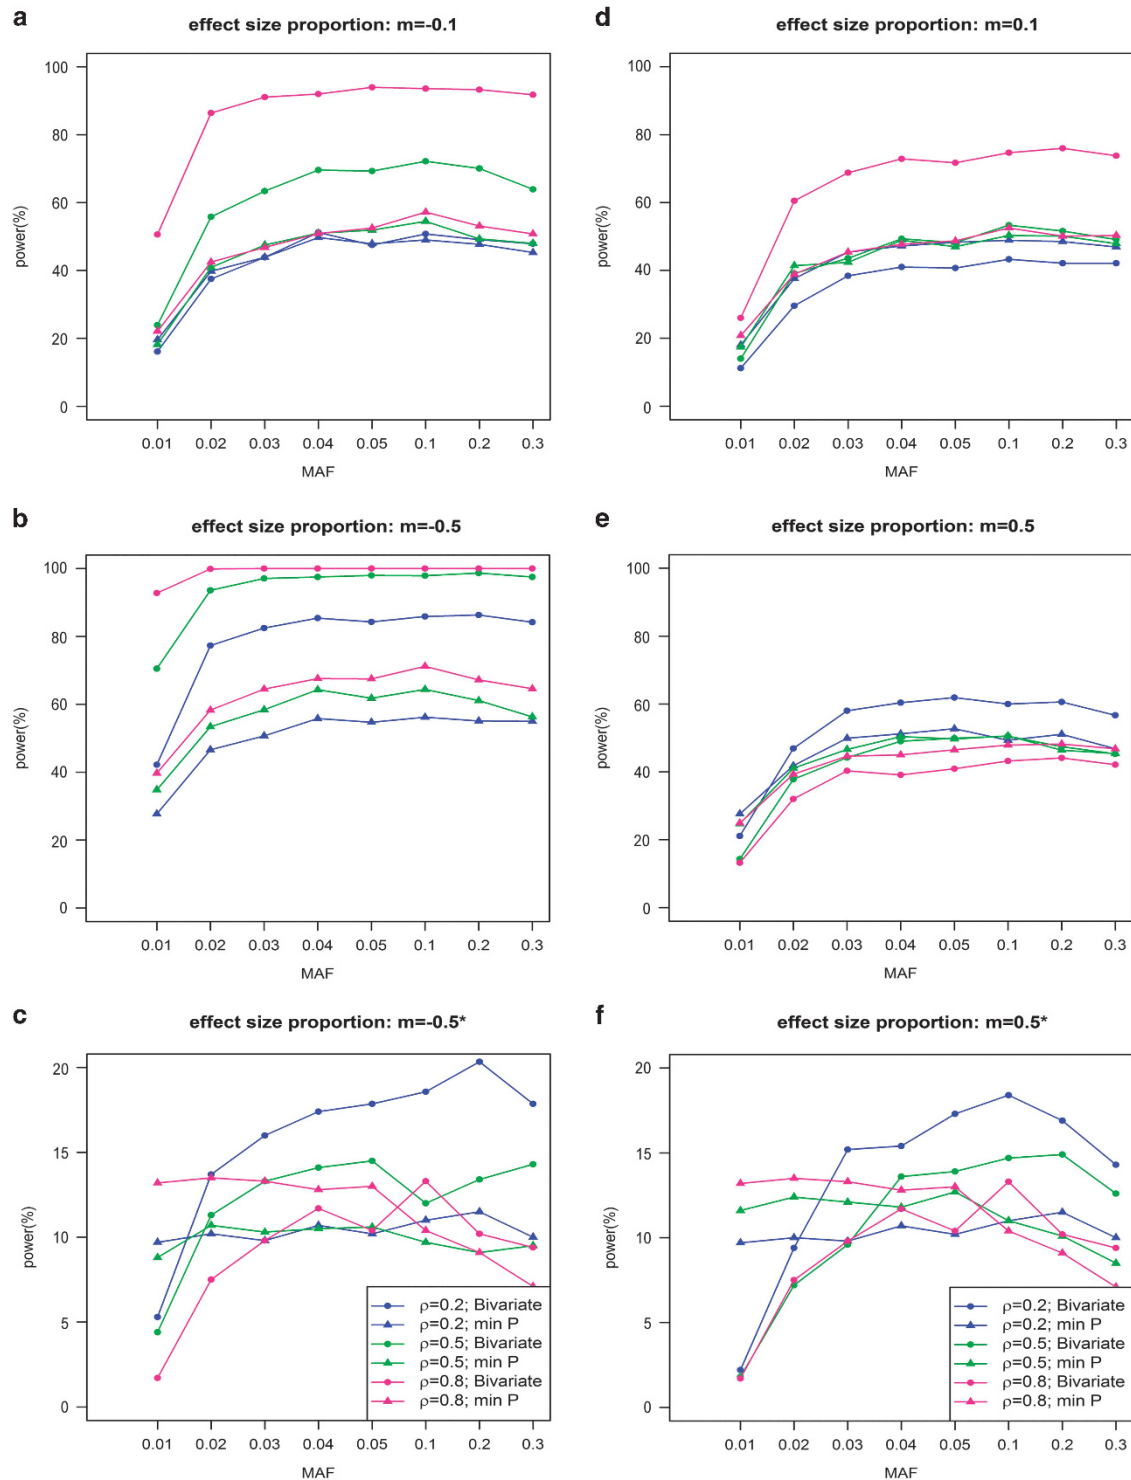 a
effect size proportion: m=-0.1
100
80
60
40
20
0
power(%)
0.01 0.02 0.03 0.04 0.05 0.1 0.2 0.3
MAF
d
effect size proportion: m=0.1
100
80
60
40
20
0
power(%)
0.01 0.02 0.03 0.04 0.05 0.1 0.2 0.3
MAF
b
effect size proportion: m=-0.5
100
80
60
40
20
0
power(%)
0.01 0.02 0.03 0.04 0.05 0.1 0.2 0.3
MAF
e
effect size proportion: m=0.5
100
80
60
40
20
0
power(%)
0.01 0.02 0.03 0.04 0.05 0.1 0.2 0.3
MAF
c
effect size proportion: m=-0.5*
20
15
10
5
0
power(%)
ρ=0.2; Bivariate
ρ=0.2; min P
ρ=0.5; Bivariate
ρ=0.5; min P
ρ=0.8; Bivariate
ρ=0.8; min P
0.01 0.02 0.03 0.04 0.05 0.1 0.2 0.3
MAF
f
effect size proportion: m=0.5*
20
15
10
5
0
power(%)
ρ=0.2; Bivariate
ρ=0.2; min P
ρ=0.5; Bivariate
ρ=0.5; min P
ρ=0.8; Bivariate
ρ=0.8; min P
0.01 0.02 0.03 0.04 0.05 0.1 0.2 0.3
MAF